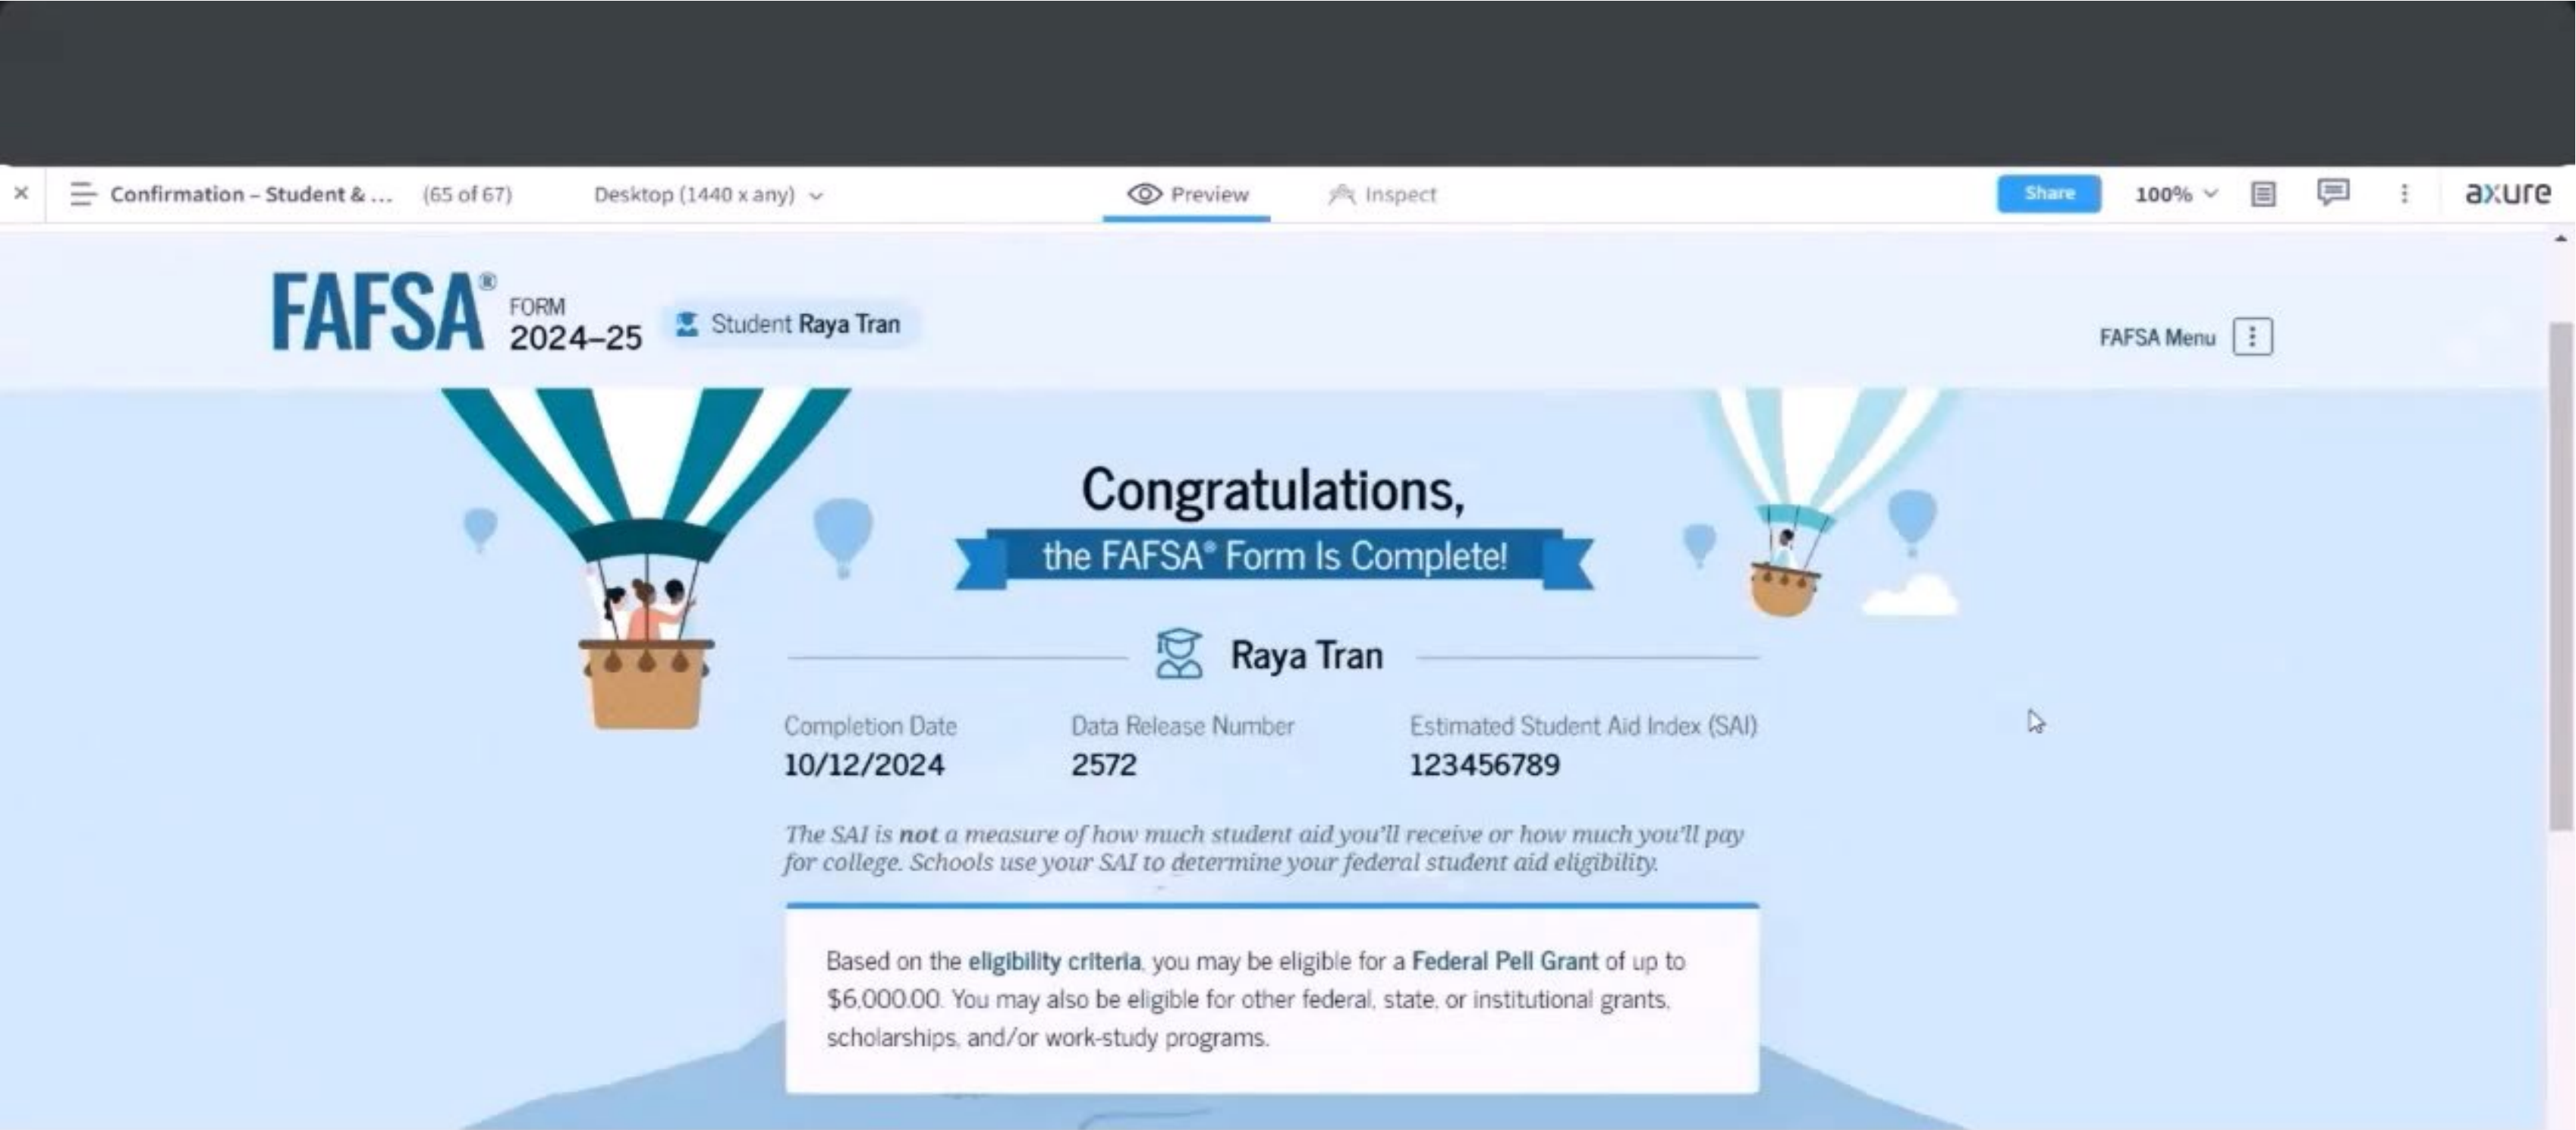 Confirmation – Student & ... (65 of 67) Desktop (1440 x any) Preview Inspect Share 100% axure
FAFSA® FORM 2024–25 Student Raya Tran FAFSA Menu
Congratulations,
the FAFSA® Form Is Complete!
Raya Tran
Completion Date Data Release Number Estimated Student Aid Index (SAI)
10/12/2024 2572 123456789
The SAI is not a measure of how much student aid you'll receive or how much you'll pay
for college. Schools use your SAI to determine your federal student aid eligibility.
Based on the eligibility criteria, you may be eligible for a Federal Pell Grant of up to
$6,000.00. You may also be eligible for other federal, state, or institutional grants,
scholarships, and/or work-study programs.